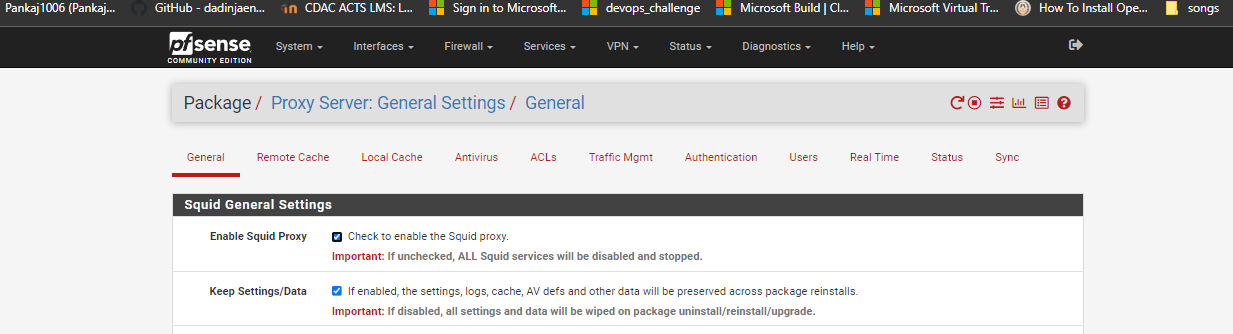 Pankaj1006 (Pankaj... GitHub - dadinjaen... CDAC ACTS LMS: L... Sign in to Microsoft... devops_challenge Microsoft Build | Cl... Microsoft Virtual Tr... How To Install Ope... songs
pfsense COMMUNITY EDITION System Interfaces Firewall Services VPN Status Diagnostics Help
Package / Proxy Server: General Settings / General
General Remote Cache Local Cache Antivirus ACLs Traffic Mgmt Authentication Users Real Time Status Sync
Squid General Settings
Enable Squid Proxy Check to enable the Squid proxy.
Important: If unchecked, ALL Squid services will be disabled and stopped.
Keep Settings/Data If enabled, the settings, logs, cache, AV defs and other data will be preserved across package reinstalls.
Important: If disabled, all settings and data will be wiped on package uninstall/reinstall/upgrade.